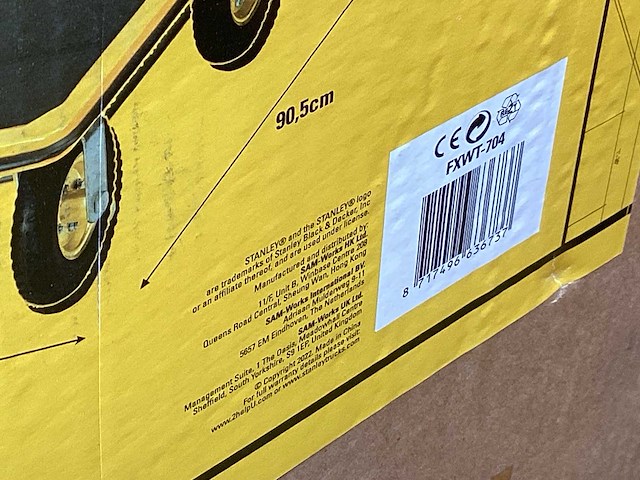 90,5cm
CE
FXWT-704
8 717496 636737
STANLEY® and the STANLEY® logo
are trademarks of Stanley Black & Decker, Inc
or an affiliate thereof, and are used under license.
Manufactured and distributed by:
SAM-Works HK Ltd.
11/F, Unit B, Winbase Centre 208
Queens Road Central, Sheung Wan, Hong Kong
SAM-Works International BV.
Adriaan Mulderweg 9-11
5657 EM Eindhoven, The Netherlands
SAM-Works UK Ltd.
Management Suite, 1 The Oasis, Meadowhall Centre
Sheffield, South Yorkshire, S9 1EP, United Kingdom
© Copyright 2022, Made in China
For full warranty details please visit:
www.2helpU.com or www.stanleytrucks.com